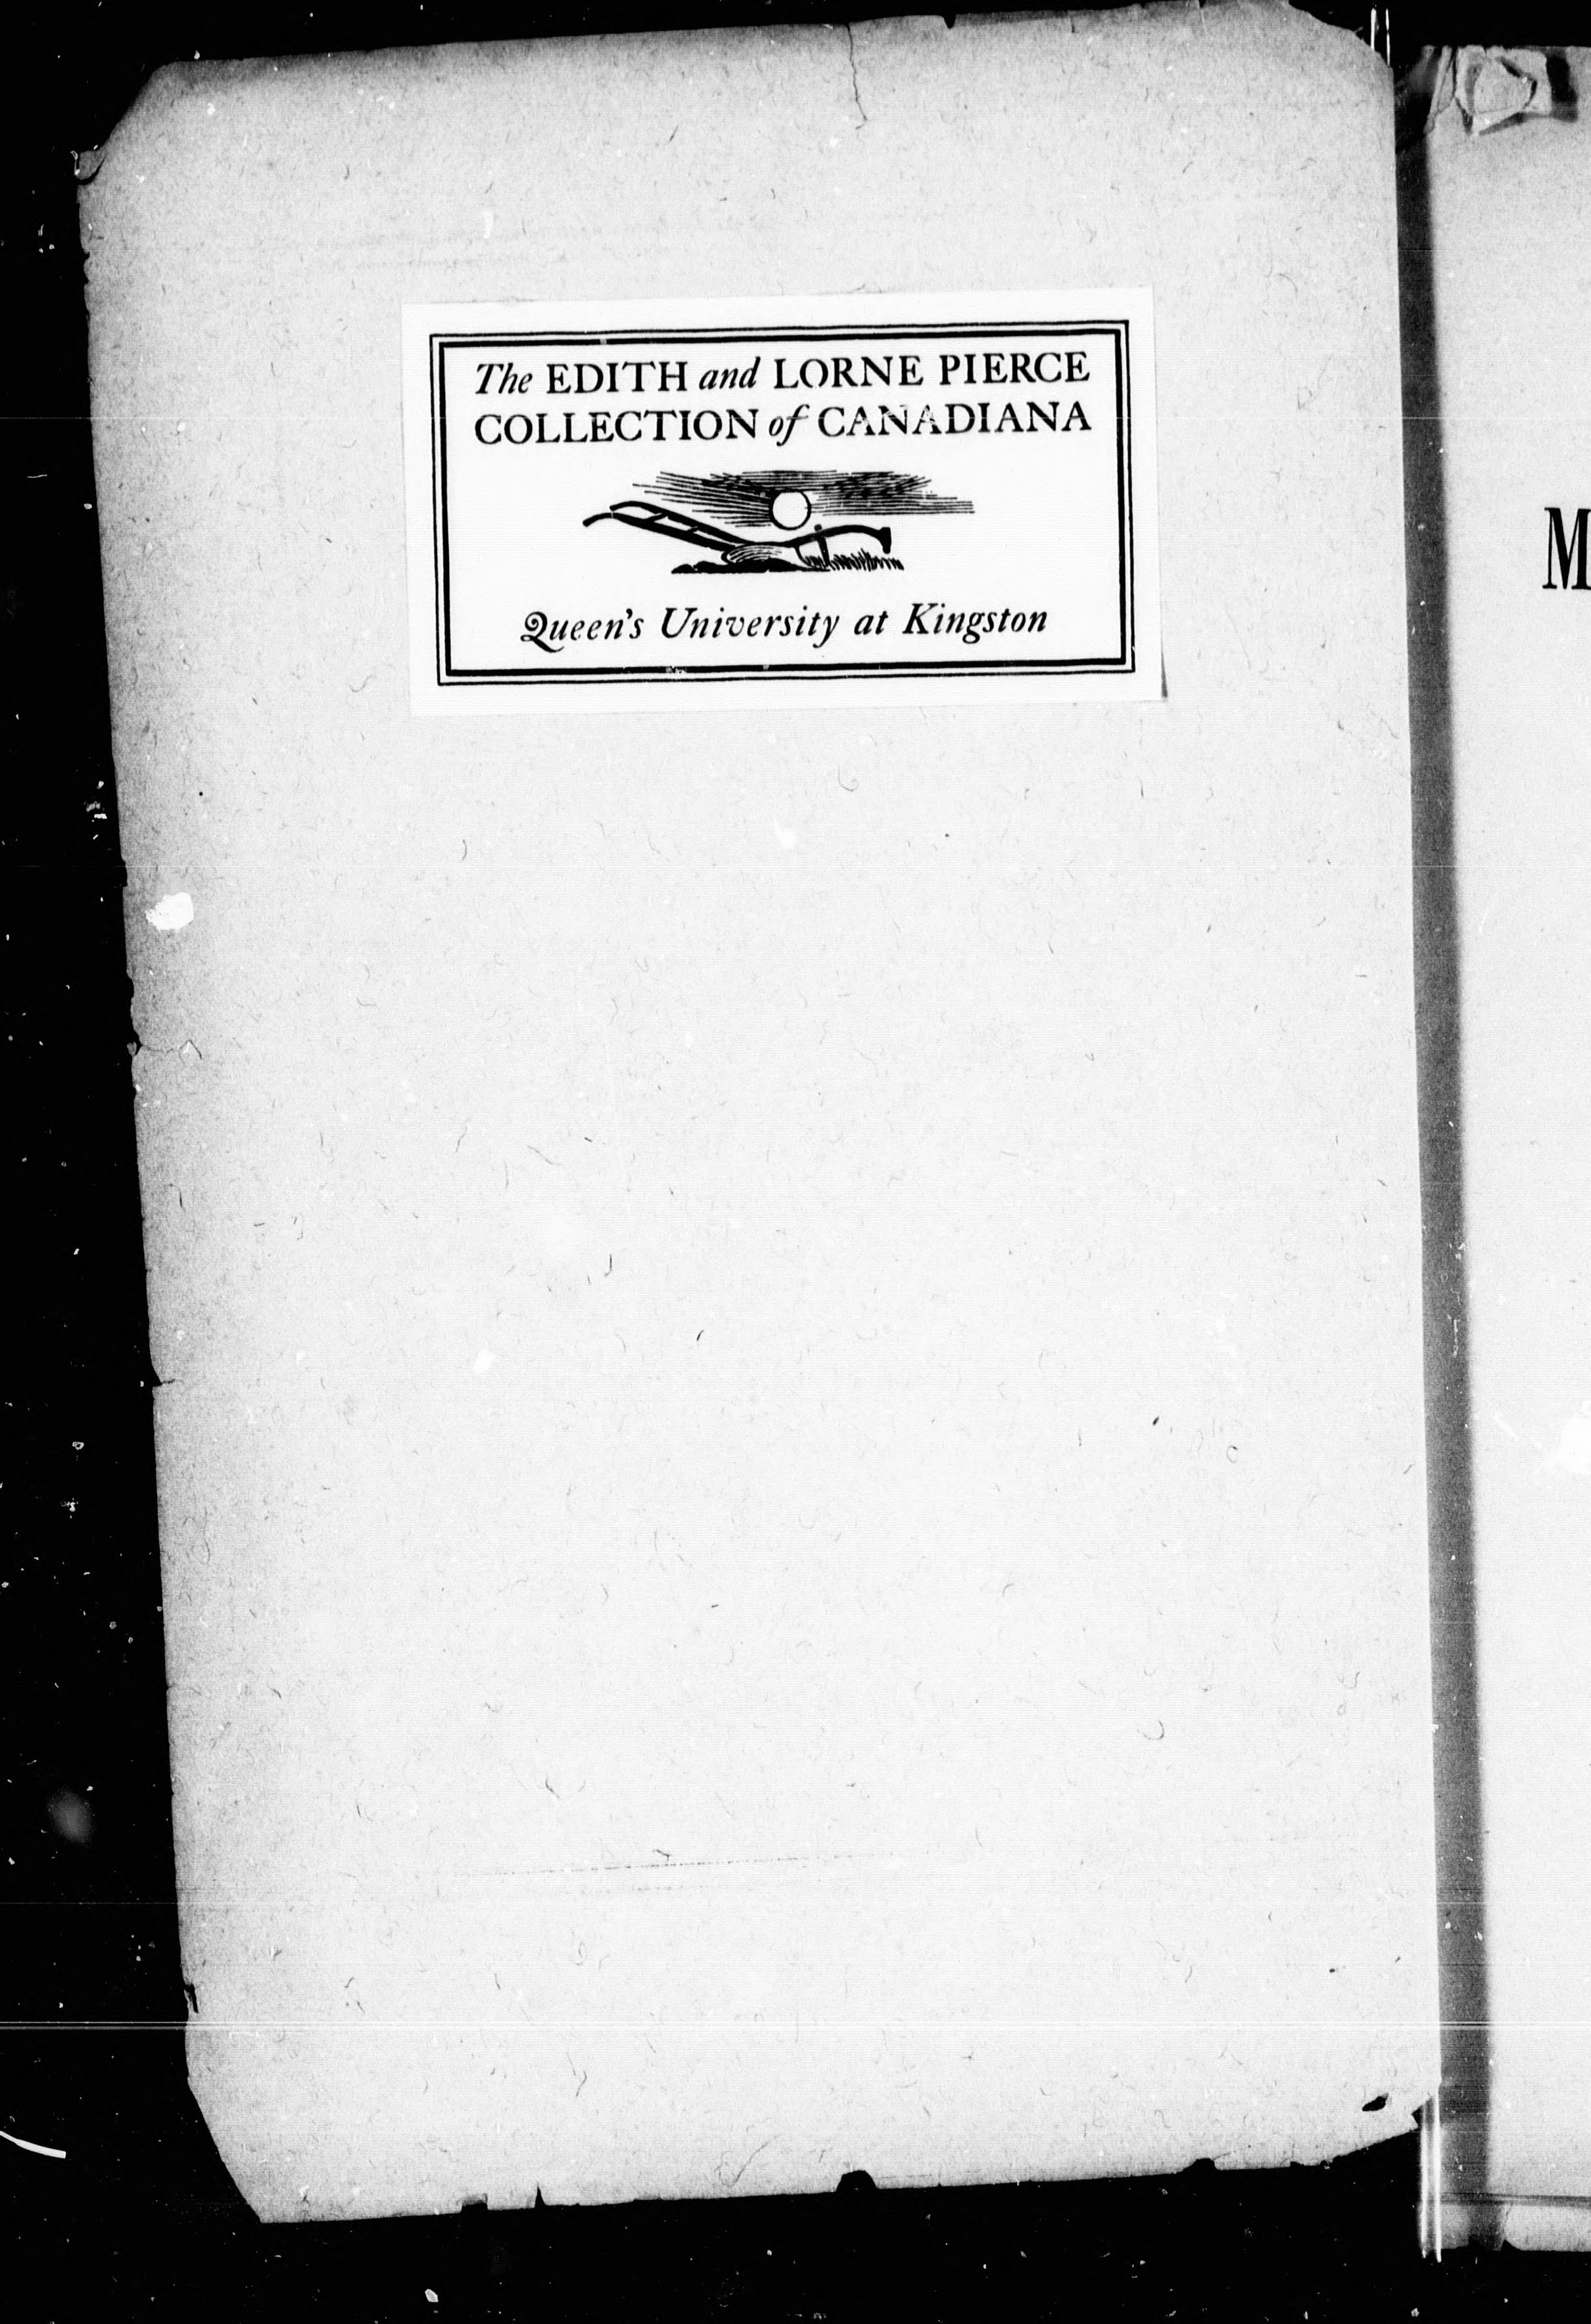 The EDITH and LORNE PIERCE
COLLECTION of CANADIANA
Queen's University at Kingston
M